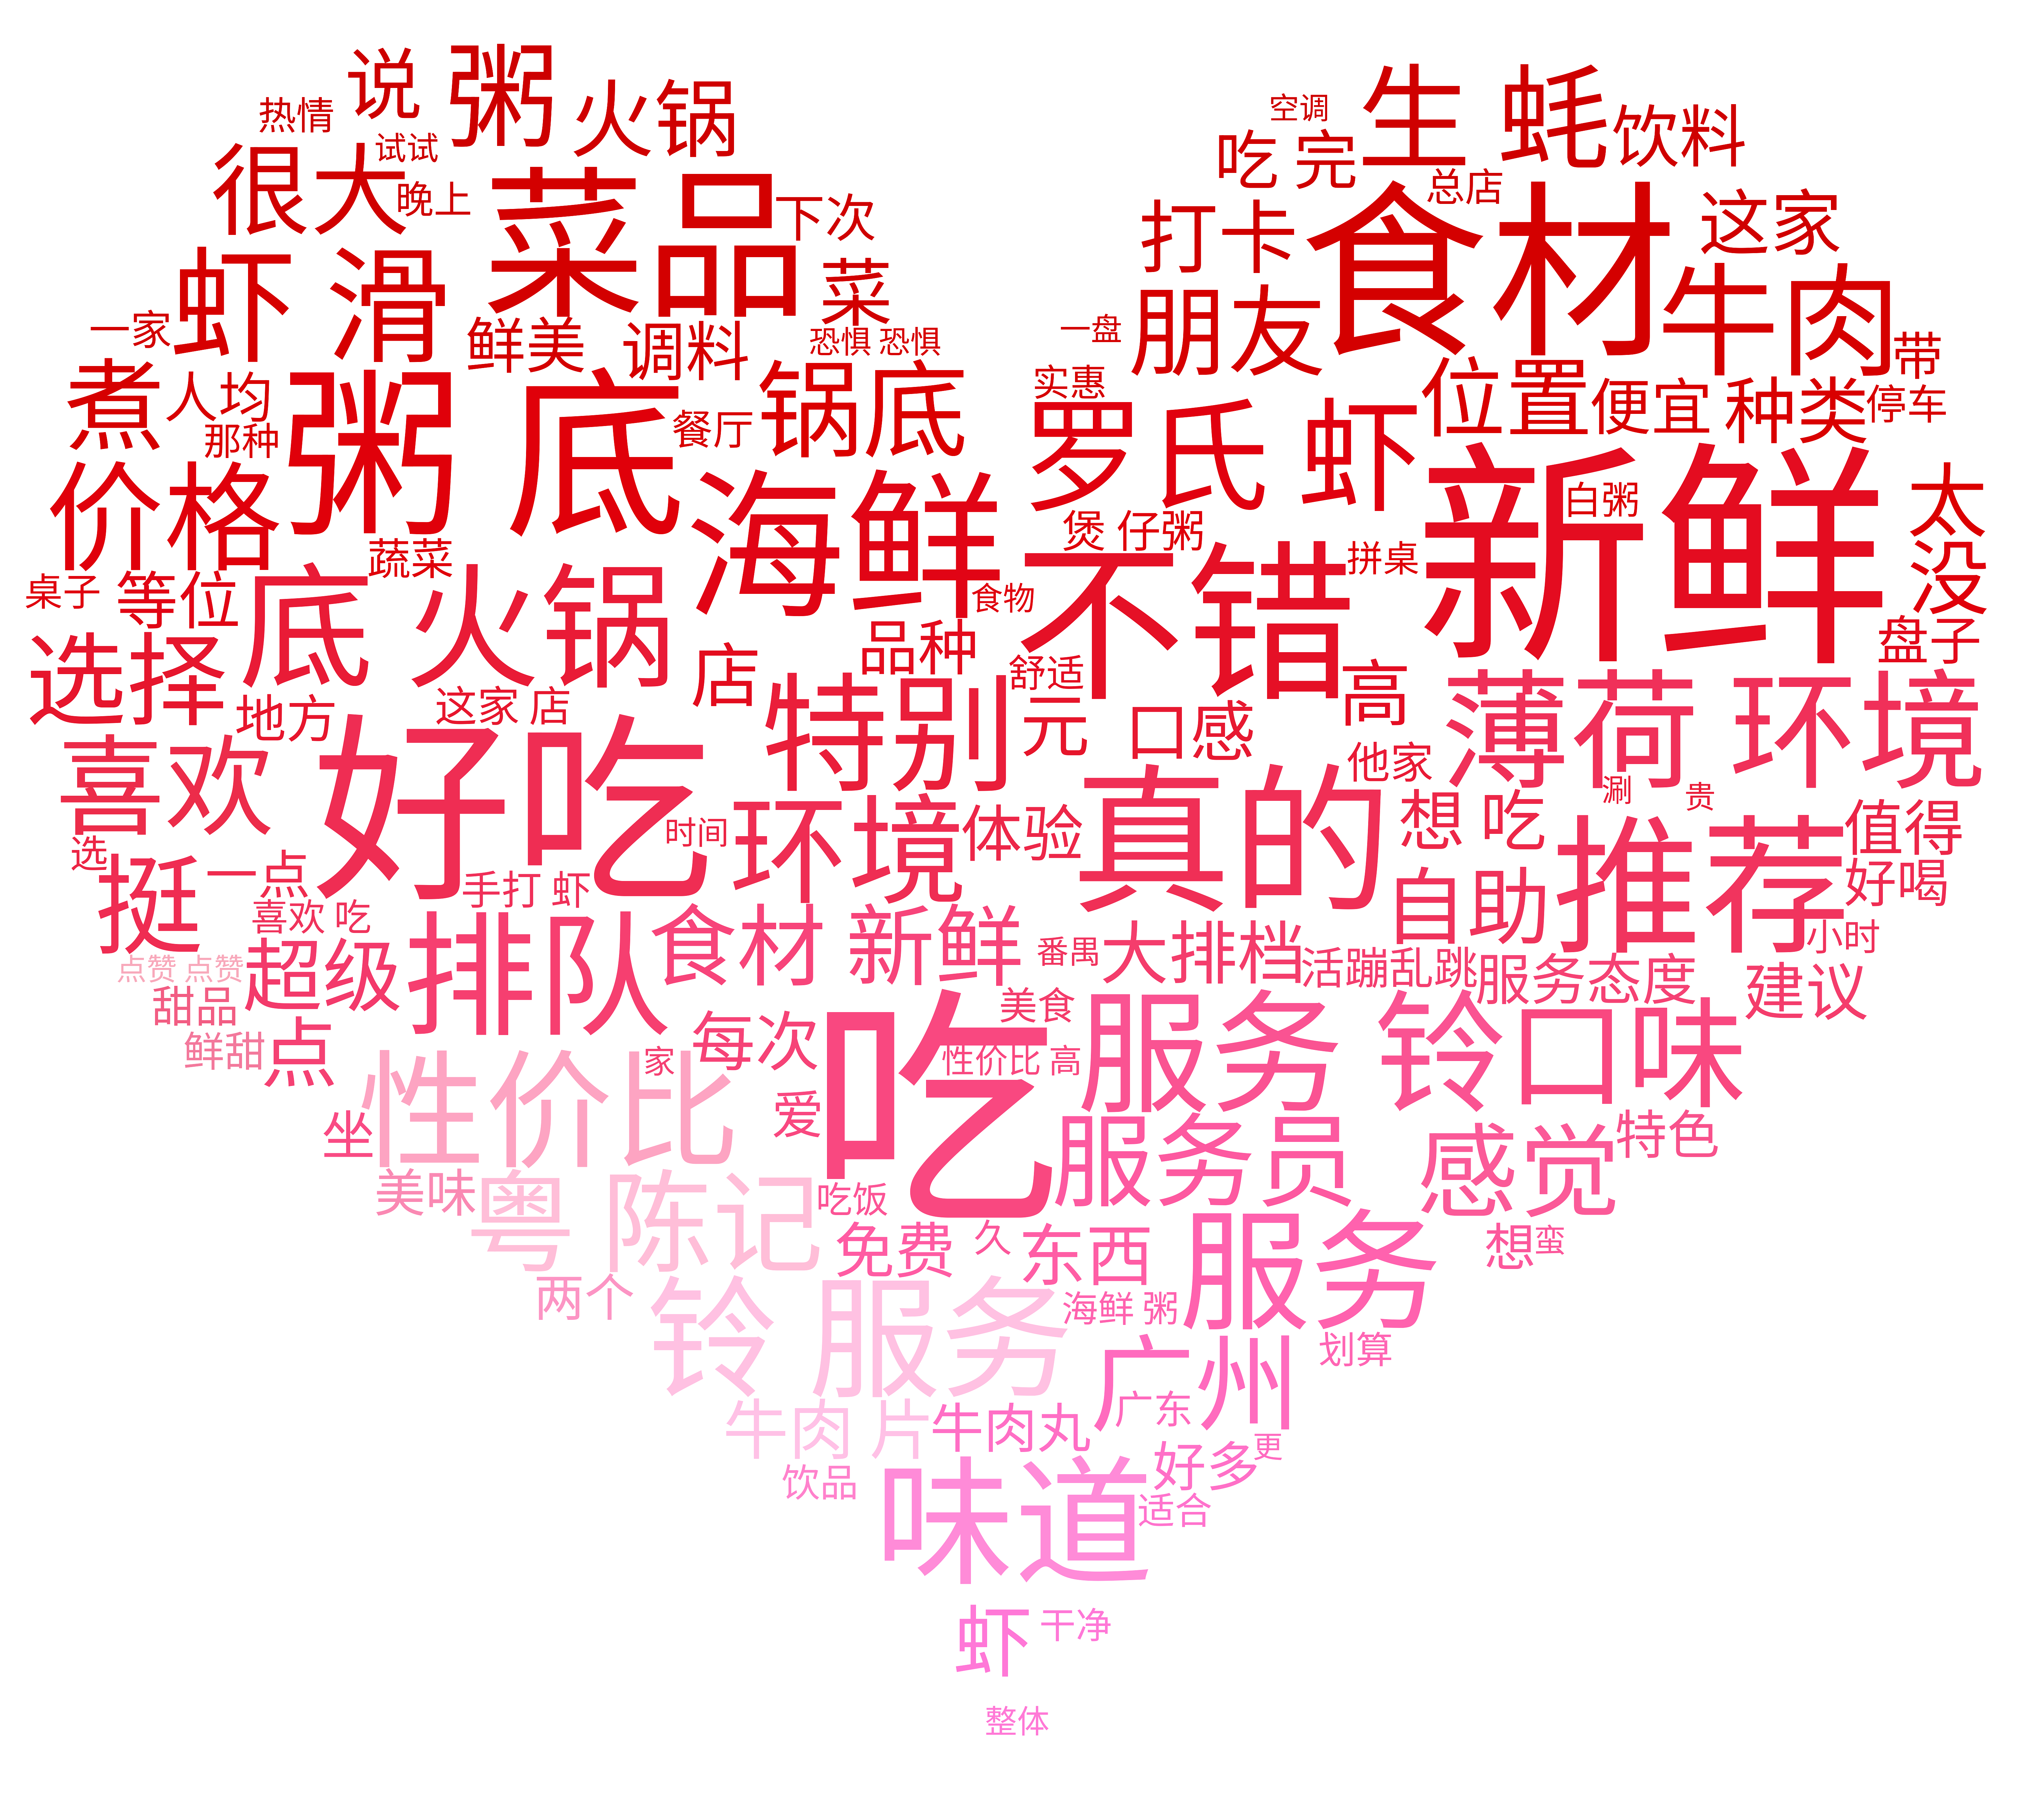 说 粥 火锅
热情 试试
很大 晚上 菜品 下次
空调 生 蚝 饮料
吃 完 总店
打卡 食材 这家
虾 滑 菜
一家 鲜美 调料 恐惧 恐惧
一盘 朋友 牛肉 带
煮 人均 那种 粥 底 餐厅 锅底
实惠 罗氏 虾 位置 便宜 种类 停车
价格 蔬菜 海鲜 煲 仔粥 新鲜 白粥 太
桌子 等位 底 火锅 食物 不错 拼桌 没
选择 店 品种 舒适 高 盘子
地方 这家 店 特别 元 口感 薄荷 环境
喜欢 好吃 时间 环境 体验 真的 他家 涮 贵
想 吃 推荐 值得
选 挺 一点 手打 虾 自助 好喝
喜欢 吃 食材 新鲜 番禺 大排档 小时
点赞 点赞 超级 排队 活蹦乱跳 服务态度 建议
甜品 每次 吃 美食 服务 铃 口味
鲜甜 点 家 性价比 高
坐 性价比 爱 服务员 感觉 特色
美味 粤 陈记 吃饭
免费 久 东西 服务 想 蛮
两个 铃 服务 海鲜 粥
广州 划算
牛肉 片 牛肉丸 广东
饮品 好多 更
味道 适合
虾 干净
整体